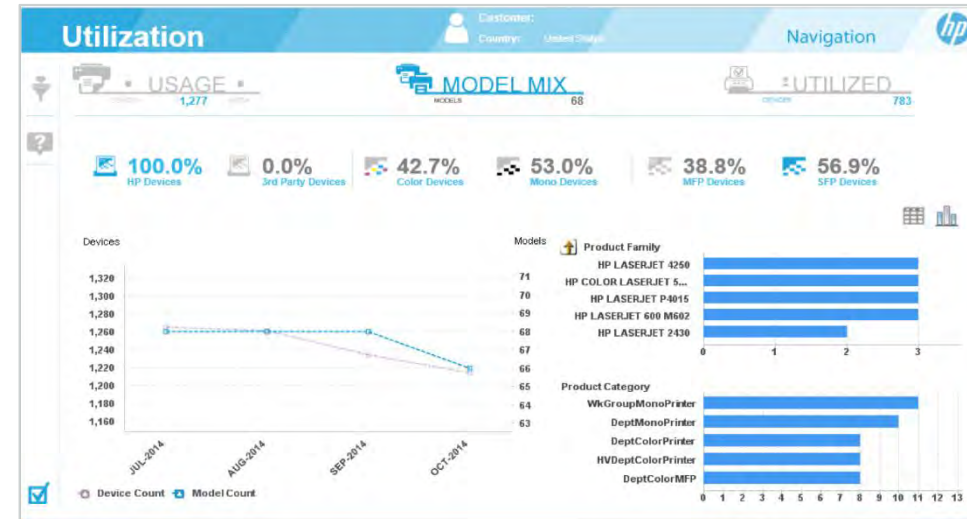 Utilization
Customer:
Country: United States
Navigation
hp
USAGE
1,277
MODEL MIX
MODELS 68
UTILIZED
783
100.0%
HP Devices
0.0%
3rd Party Devices
42.7%
Color Devices
53.0%
Mono Devices
38.8%
MFP Devices
56.9%
SFP Devices
Devices
Models
1,320
1,300
1,280
1,260
1,240
1,220
1,200
1,180
1,160
71
70
69
68
67
66
65
64
63
JUL-2014
AUG-2014
SEP-2014
OCT-2014
Device Count
Model Count
Product Family
HP LASERJET 4250
HP COLOR LASERJET 5...
HP LASERJET P4015
HP LASERJET 600 M602
HP LASERJET 2430
0 1 2 3
Product Category
WkGroupMonoPrinter
DeptMonoPrinter
DeptColorPrinter
HVDeptColorPrinter
DeptColorMFP
0 1 2 3 4 5 6 7 8 9 10 11 12 13